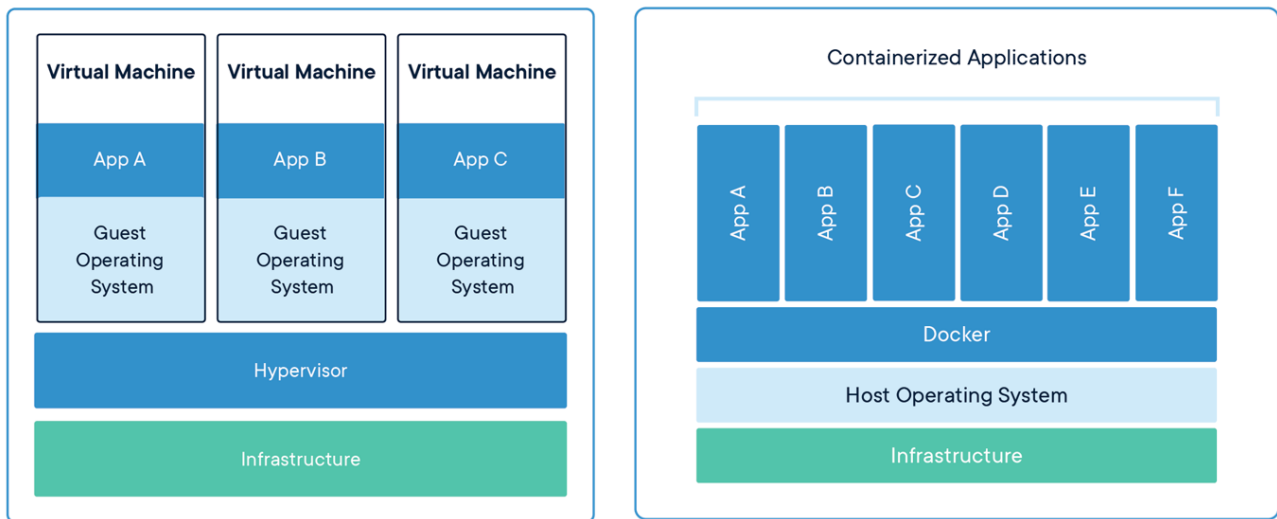 Virtual Machine
App A
Guest
Operating
System
Virtual Machine
App B
Guest
Operating
System
Virtual Machine
App C
Guest
Operating
System
Hypervisor
Infrastructure
Containerized Applications
App A
App B
App C
App D
App E
App F
Docker
Host Operating System
Infrastructure